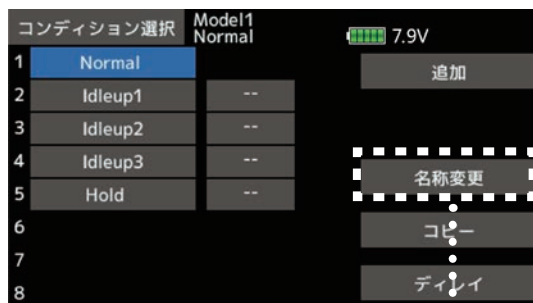 コンディション選択 Model1
Normal 7.9V
1 Normal 追加
2 Idleup1 --
3 Idleup2 --
4 Idleup3 -- 名称変更
5 Hold --
6 コピー
7
8 ディレイ